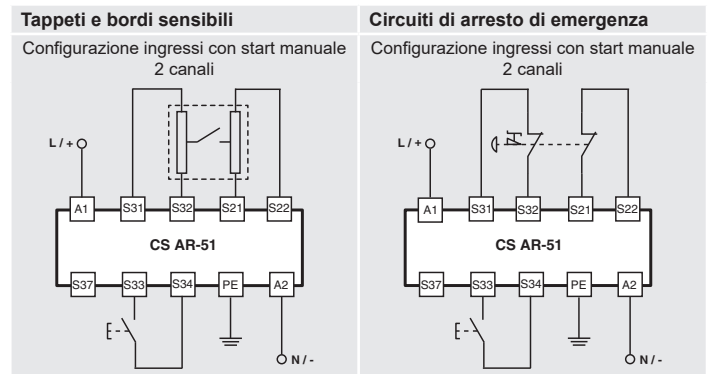 Tappeti e bordi sensibili
Configurazione ingressi con start manuale
2 canali
L / +
A1 S31 S32 S21 S22
CS AR-51
S37 S33 S34 PE A2
N / -
Circuiti di arresto di emergenza
Configurazione ingressi con start manuale
2 canali
L / +
A1 S31 S32 S21 S22
CS AR-51
S37 S33 S34 PE A2
N / -